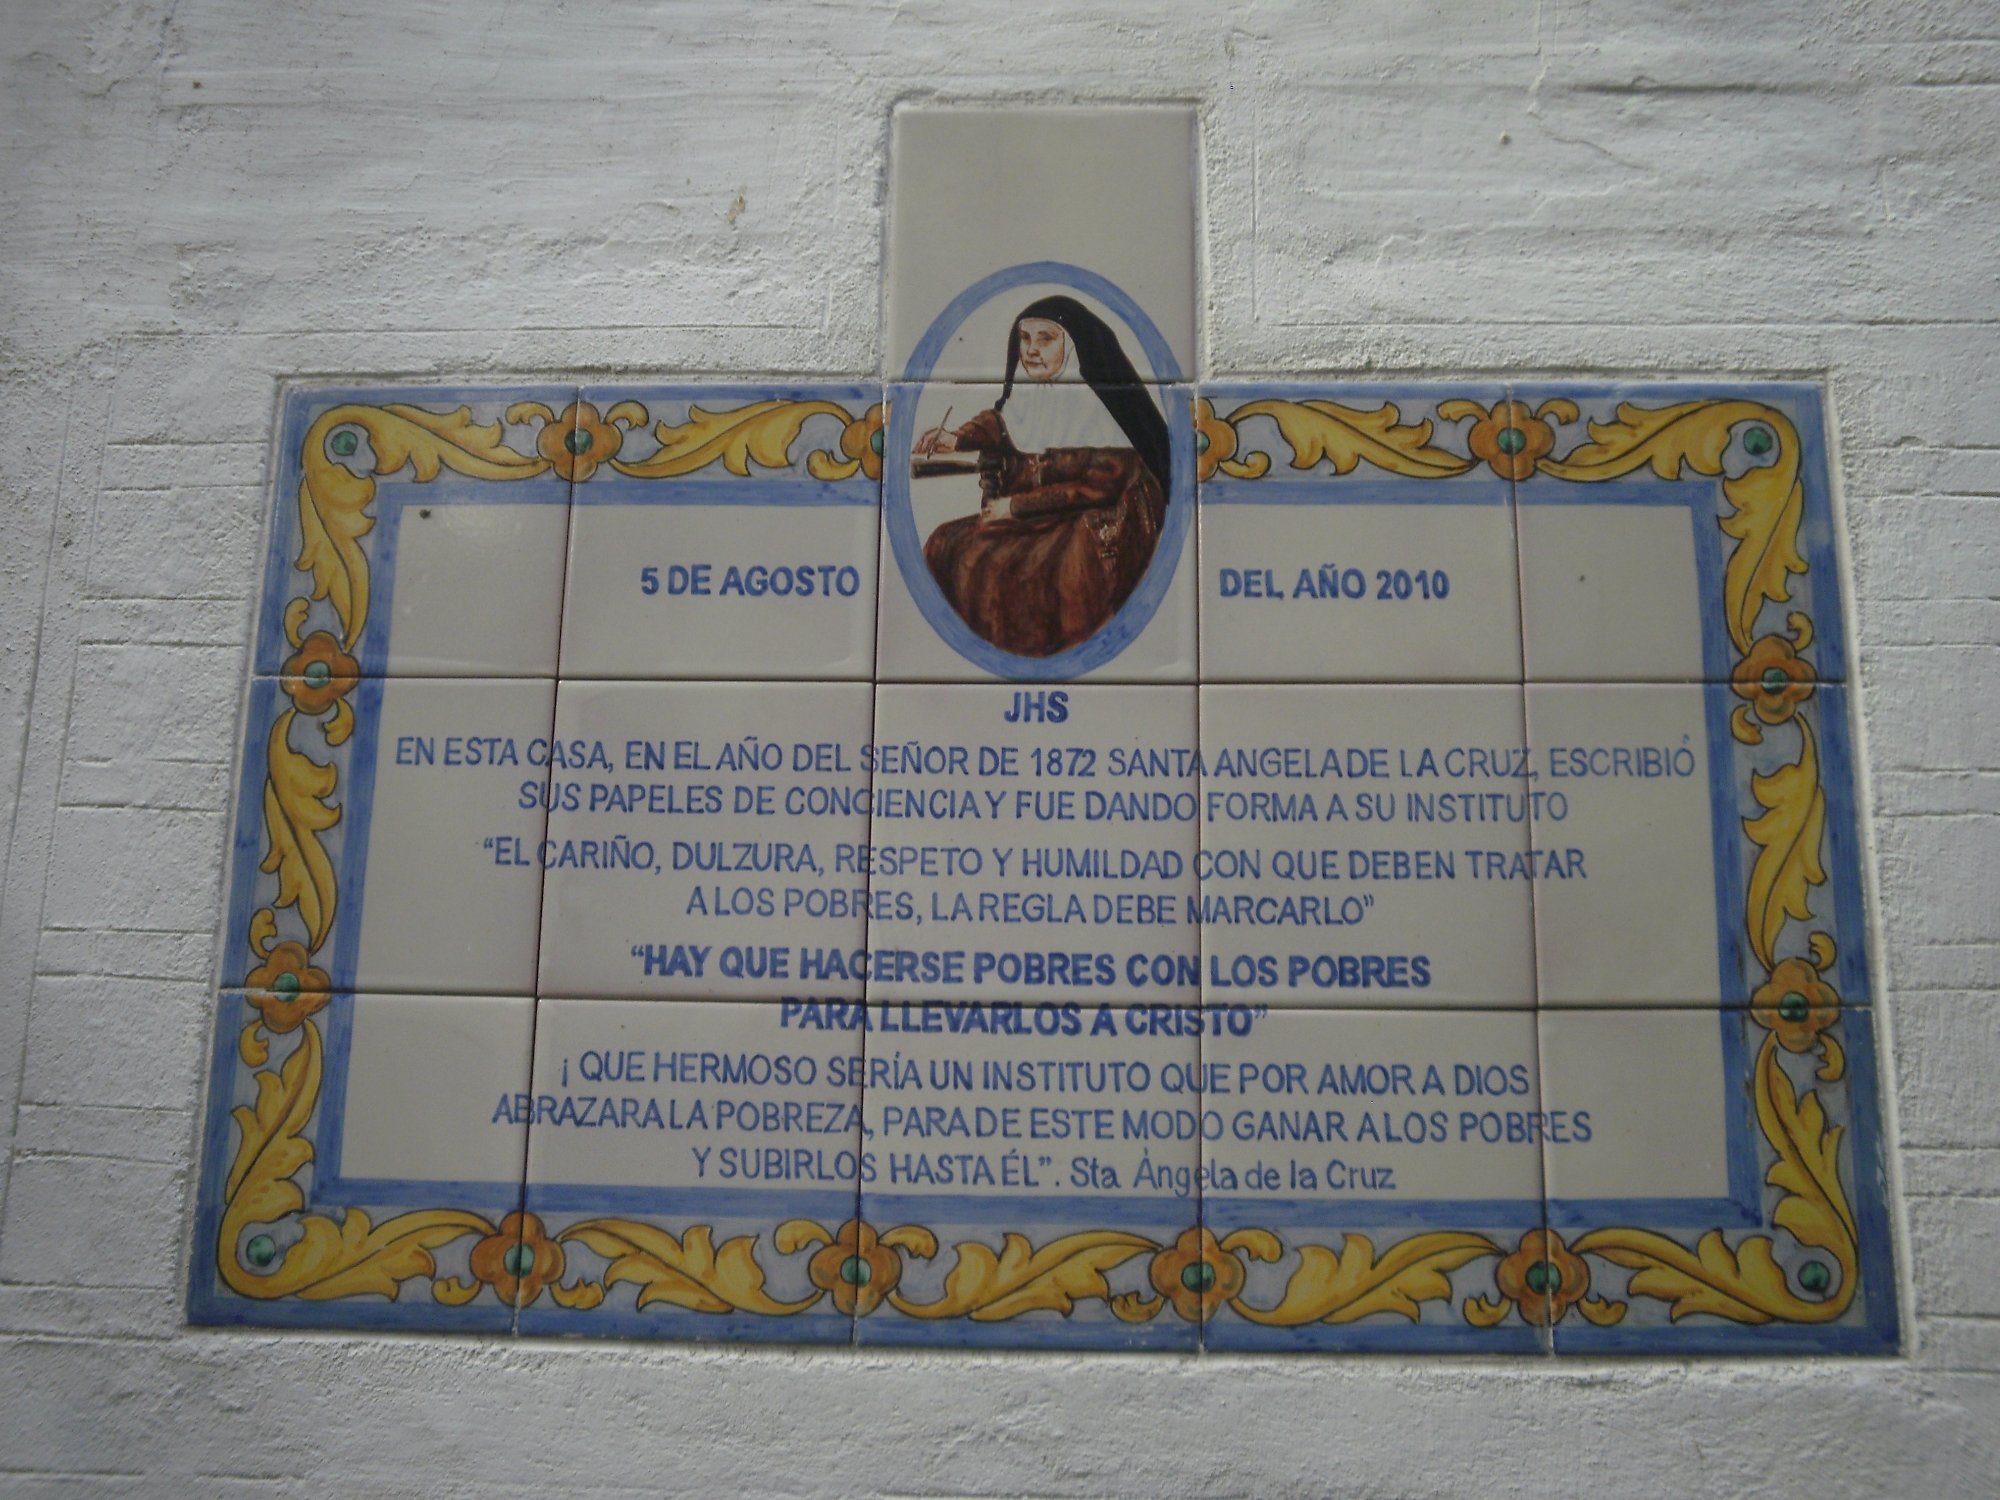 5 DE AGOSTO DEL AÑO 2010
JHS
EN ESTA CASA, EN EL AÑO DEL SEÑOR DE 1872 SANTA ANGELA DE LA CRUZ, ESCRIBIÓ
SUS PAPELES DE CONCIENCIA Y FUE DANDO FORMA A SU INSTITUTO
“EL CARIÑO, DULZURA, RESPETO Y HUMILDAD CON QUE DEBEN TRATAR
A LOS POBRES, LA REGLA DEBE MARCARLO”
“HAY QUE HACERSE POBRES CON LOS POBRES
PARA LLEVARLOS A CRISTO”
¡ QUE HERMOSO SERÍA UN INSTITUTO QUE POR AMOR A DIOS
ABRAZARA LA POBREZA, PARA DE ESTE MODO GANAR A LOS POBRES
Y SUBIRLOS HASTA ÉL”. Sta Ángela de la Cruz